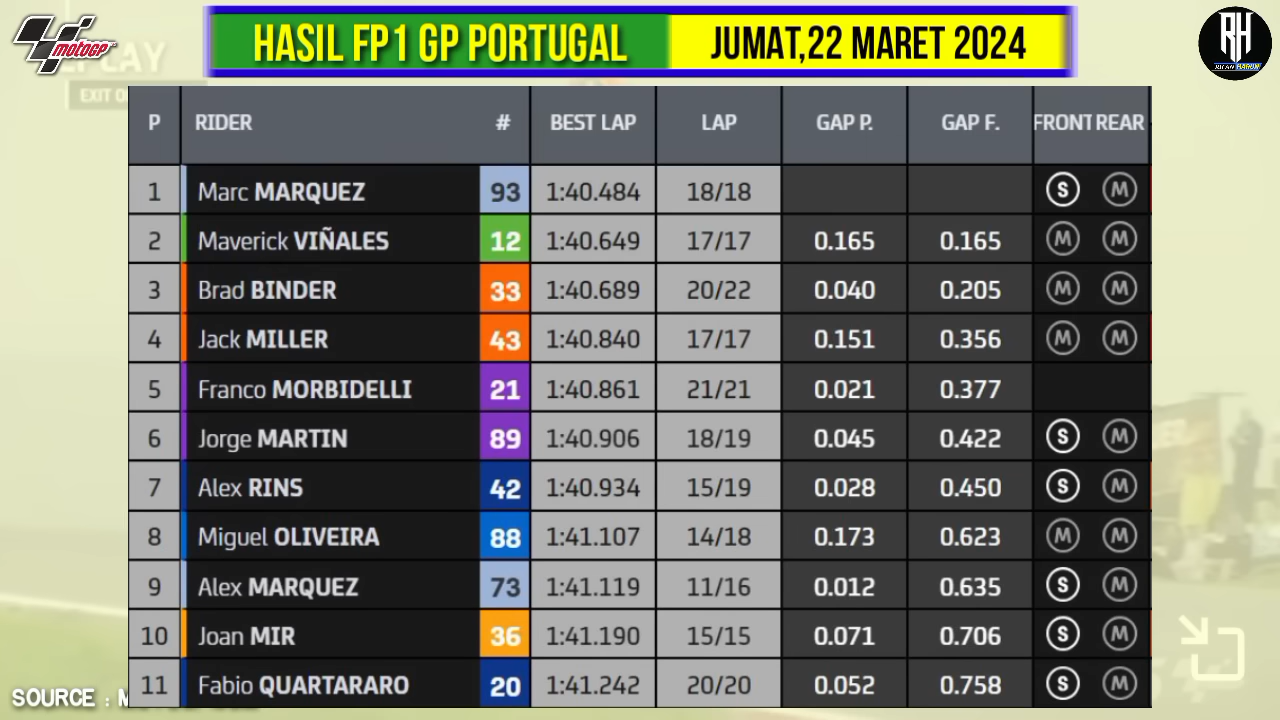 motogp
HASIL FP1 GP PORTUGAL JUMAT,22 MARET 2024
RH
EXIT
P RIDER # BEST LAP LAP GAP P. GAP F. FRONT REAR
1 Marc MARQUEZ 93 1:40.484 18/18 S M
2 Maverick VIÑALES 12 1:40.649 17/17 0.165 0.165 M M
3 Brad BINDER 33 1:40.689 20/22 0.040 0.205 M M
4 Jack MILLER 43 1:40.840 17/17 0.151 0.356 M M
5 Franco MORBIDELLI 21 1:40.861 21/21 0.021 0.377
6 Jorge MARTIN 89 1:40.906 18/19 0.045 0.422 S M
7 Alex RINS 42 1:40.934 15/19 0.028 0.450 S M
8 Miguel OLIVEIRA 88 1:41.107 14/18 0.173 0.623 M M
9 Alex MARQUEZ 73 1:41.119 11/16 0.012 0.635 S M
10 Joan MIR 36 1:41.190 15/15 0.071 0.706 S M
11 Fabio QUARTARARO 20 1:41.242 20/20 0.052 0.758 S M
SOURCE :